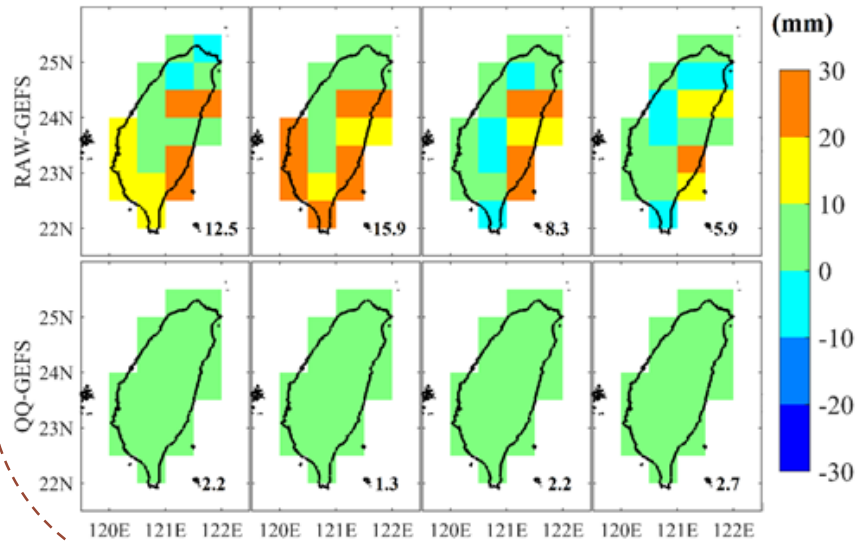 (mm)
RAW-GEFS
25N
24N
23N
22N
12.5
15.9
8.3
5.9
30
20
10
0
-10
-20
-30
QQ-GEFS
25N
24N
23N
22N
2.2
1.3
2.2
2.7
120E 121E 122E 120E 121E 122E 120E 121E 122E 120E 121E 122E